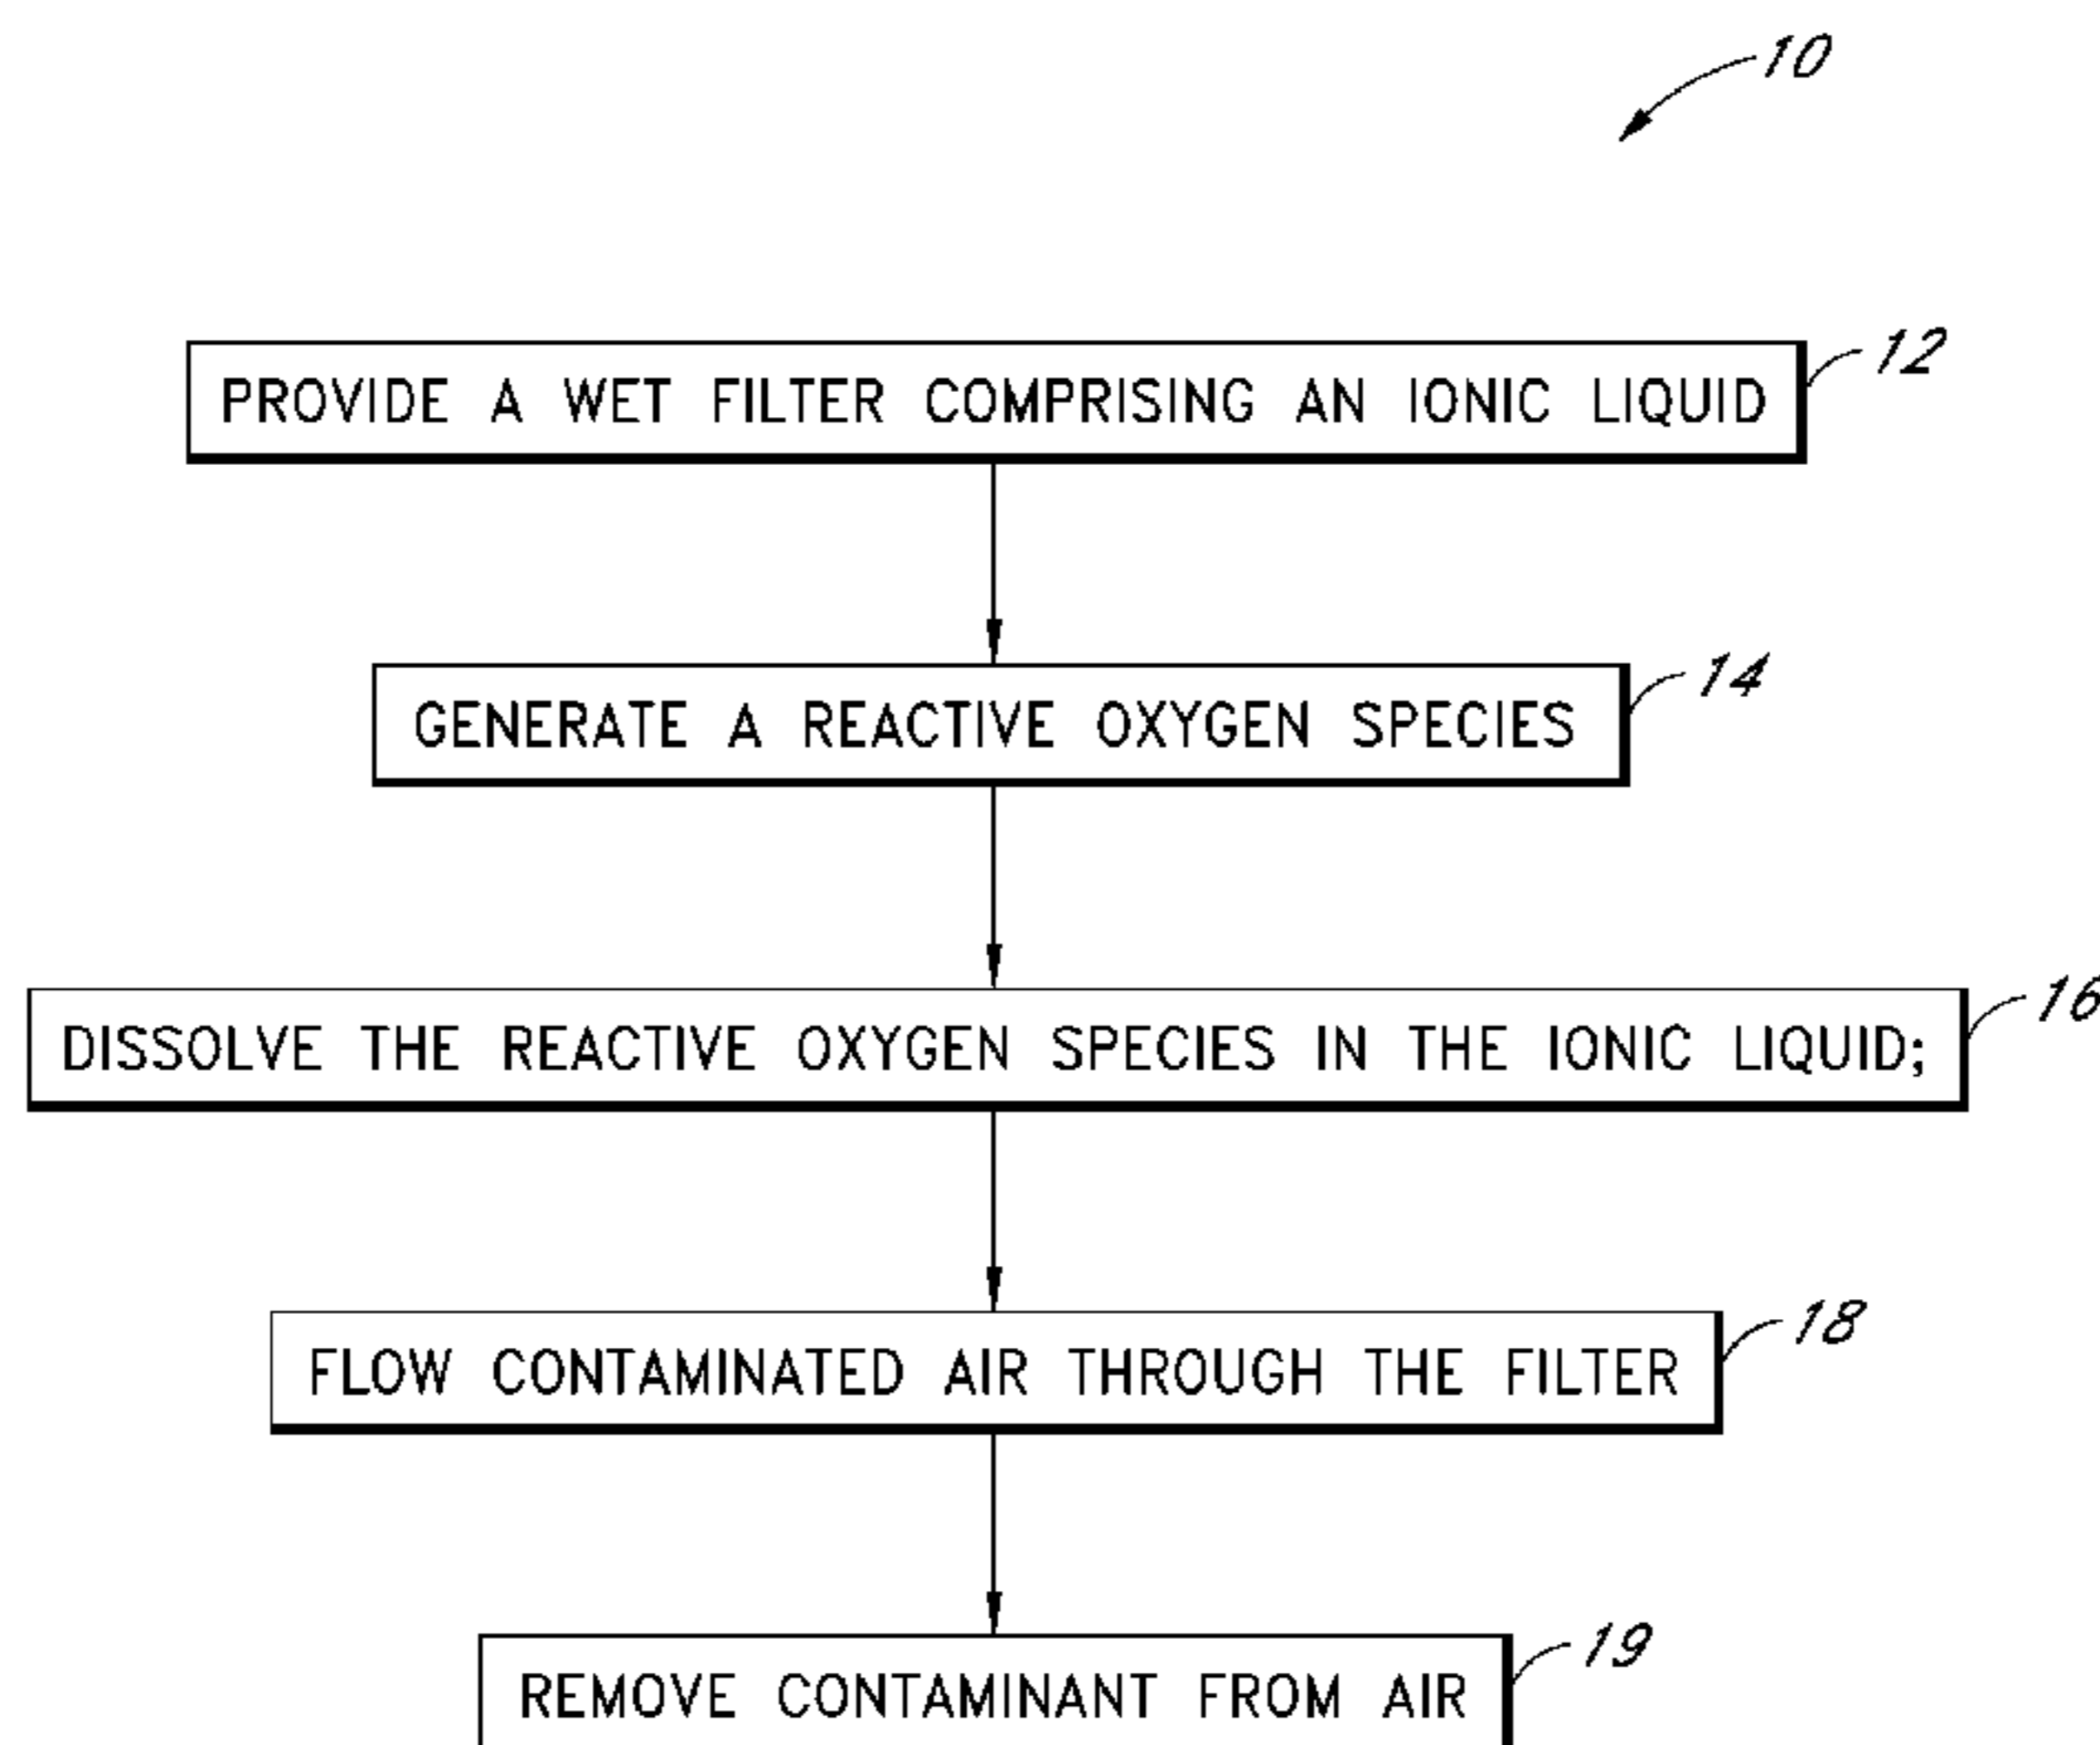 10
PROVIDE A WET FILTER COMPRISING AN IONIC LIQUID
12
GENERATE A REACTIVE OXYGEN SPECIES
14
DISSOLVE THE REACTIVE OXYGEN SPECIES IN THE IONIC LIQUID;
16
FLOW CONTAMINATED AIR THROUGH THE FILTER
18
REMOVE CONTAMINANT FROM AIR
19